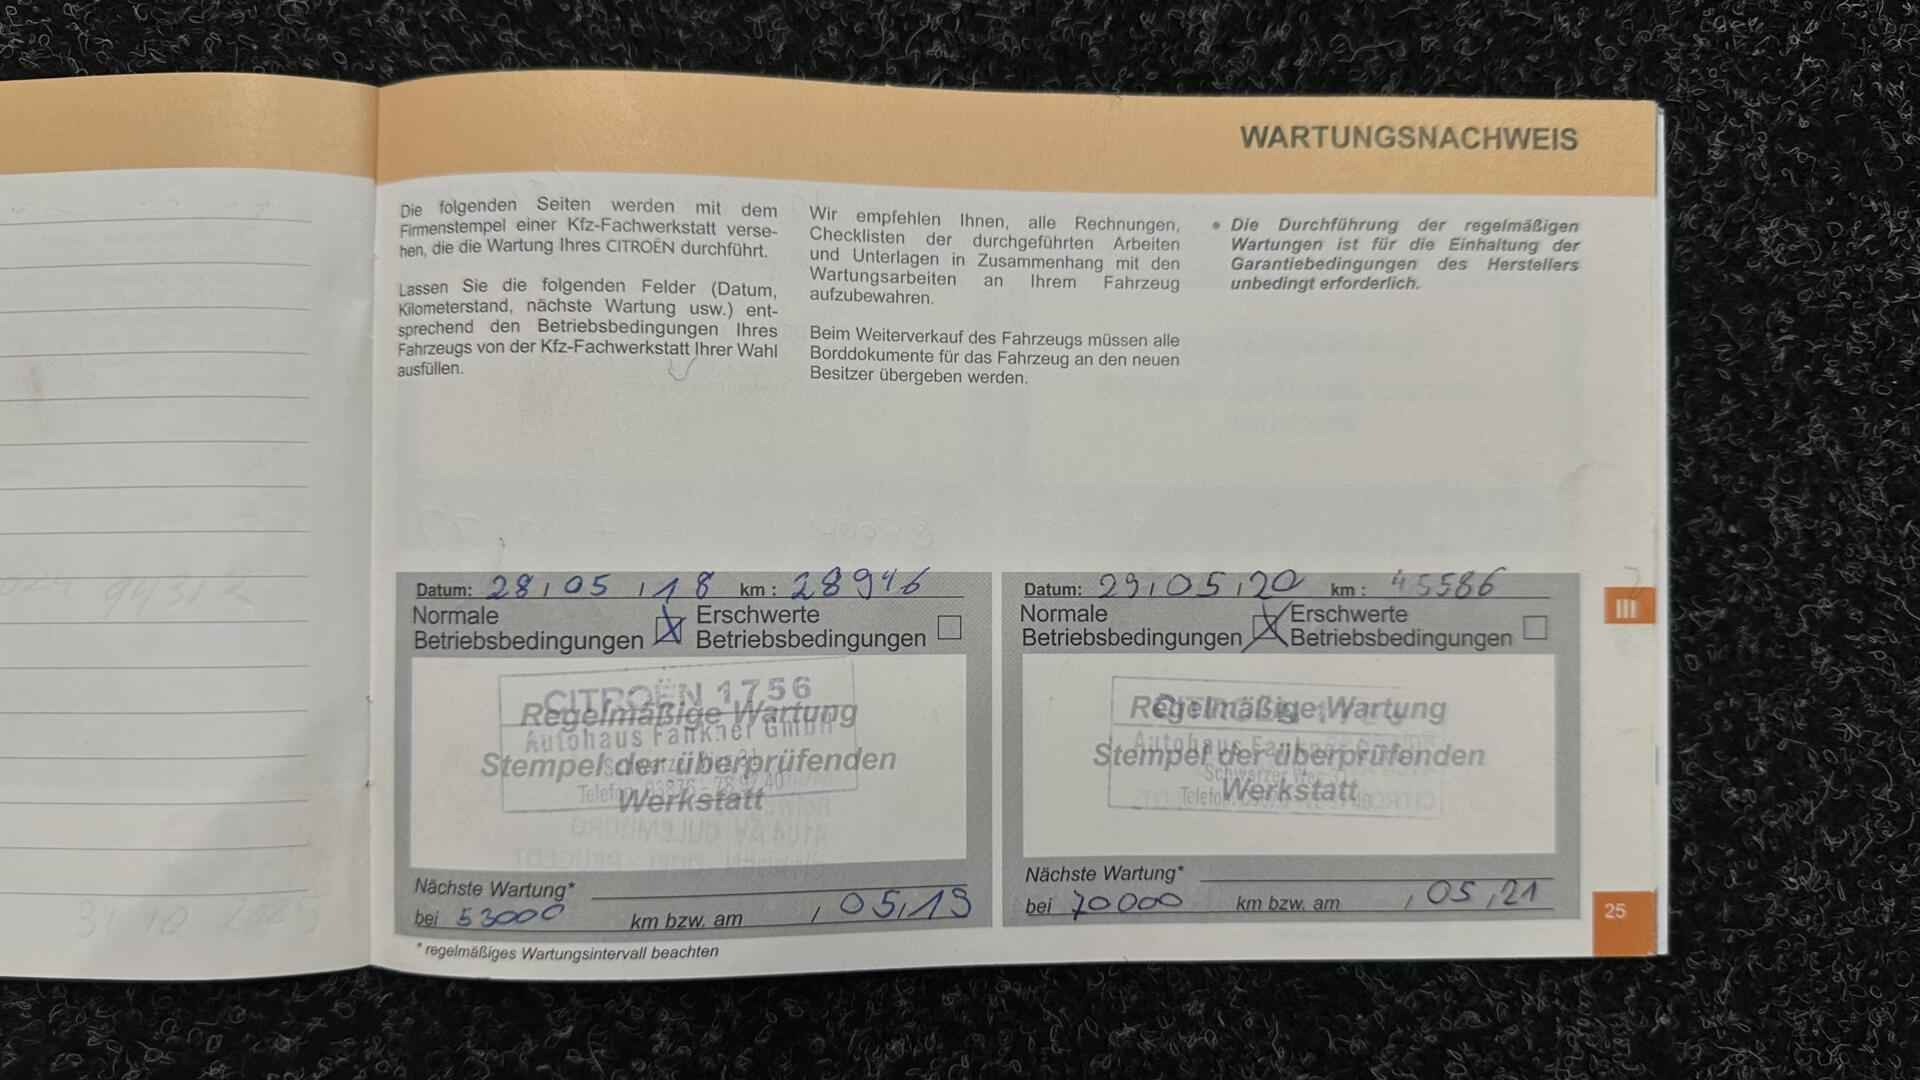 WARTUNGSNACHWEIS
Die folgenden Seiten werden mit dem
Firmenstempel einer Kfz-Fachwerkstatt verse-
hen, die die Wartung Ihres CITROËN durchführt.
Lassen Sie die folgenden Felder (Datum,
Kilometerstand, nächste Wartung usw.) ent-
sprechend den Betriebsbedingungen Ihres
Fahrzeugs von der Kfz-Fachwerkstatt Ihrer Wahl
ausfüllen.
Wir empfehlen Ihnen, alle Rechnungen,
Checklisten der durchgeführten Arbeiten
und Unterlagen in Zusammenhang mit den
Wartungsarbeiten an Ihrem Fahrzeug
aufzubewahren.
Beim Weiterverkauf des Fahrzeugs müssen alle
Borddokumente für das Fahrzeug an den neuen
Besitzer übergeben werden.
• Die Durchführung der regelmäßigen
Wartungen ist für die Einhaltung der
Garantiebedingungen des Herstellers
unbedingt erforderlich.
Datum: 28,05,18 km: 28946
Normale Erschwerte
Betriebsbedingungen Betriebsbedingungen
CITROËN 1756
Regelmäßige Wartung
Autohaus Fankner GmbH
Stempel der überprüfenden
Telefon
Werkstatt
Nächste Wartung*
bei 53000 km bzw. am , 05,19
* regelmäßiges Wartungsintervall beachten
Datum: 29,05,20 km: 45586
Normale Erschwerte
Betriebsbedingungen Betriebsbedingungen
Regelmäßige Wartung
Autohaus Fankner
Stempel der überprüfenden
Schwarzer Weg
Werkstatt
Telefon
Nächste Wartung*
bei 70000 km bzw. am , 05,21
III
25